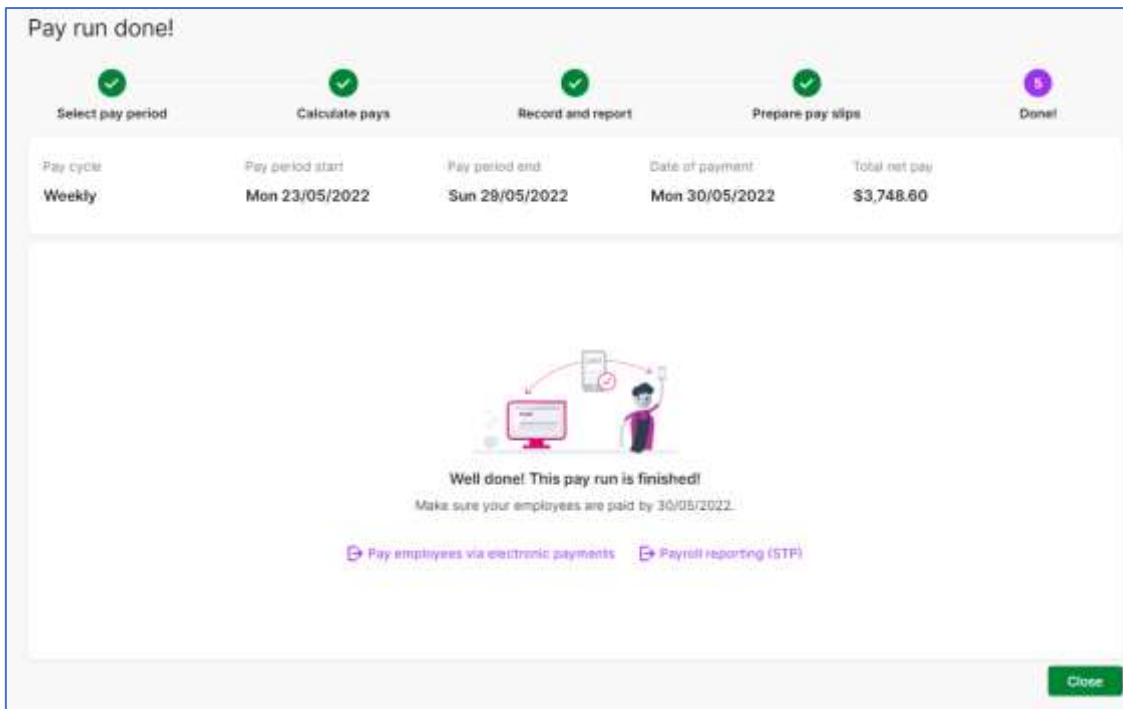 Pay run done!
Select pay period
Calculate pays
Record and report
Prepare pay slips
5
Done!
Pay cycle
Pay period start
Pay period end
Date of payment
Total net pay
Weekly
Mon 23/05/2022
Sun 29/05/2022
Mon 30/05/2022
$3,748.60
Well done! This pay run is finished!
Make sure your employees are paid by 30/05/2022.
Pay employees via electronic payments
Payroll reporting (STP)
Close